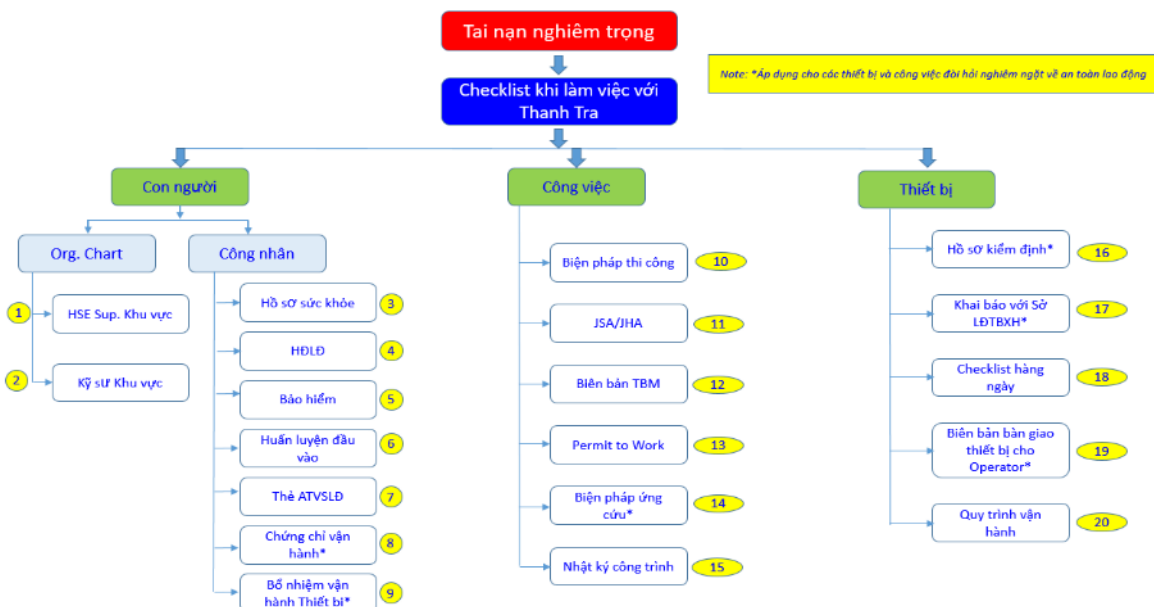 Tai nạn nghiêm trọng
Note: *Áp dụng cho các thiết bị và công việc đòi hỏi nghiêm ngặt về an toàn lao động
Checklist khi làm việc với
Thanh Tra
Con người
Công việc
Thiết bị
Org. Chart
Công nhân
1
HSE Sup. Khu vực
2
Kỹ sư Khu vực
Hồ sơ sức khỏe
3
HĐLĐ
4
Bảo hiểm
5
Huấn luyện đầu
vào
6
Thẻ ATVSLĐ
7
Chứng chỉ vận
hành*
8
Bổ nhiệm vận
hành Thiết bị*
9
Biện pháp thi công
10
JSA/JHA
11
Biên bản TBM
12
Permit to Work
13
Biện pháp ứng
cứu*
14
Nhật ký công trình
15
Hồ sơ kiểm định*
16
Khai báo với Sở
LĐTBXH*
17
Checklist hàng
ngày
18
Biên bản bàn giao
thiết bị cho
Operator*
19
Quy trình vận
hành
20